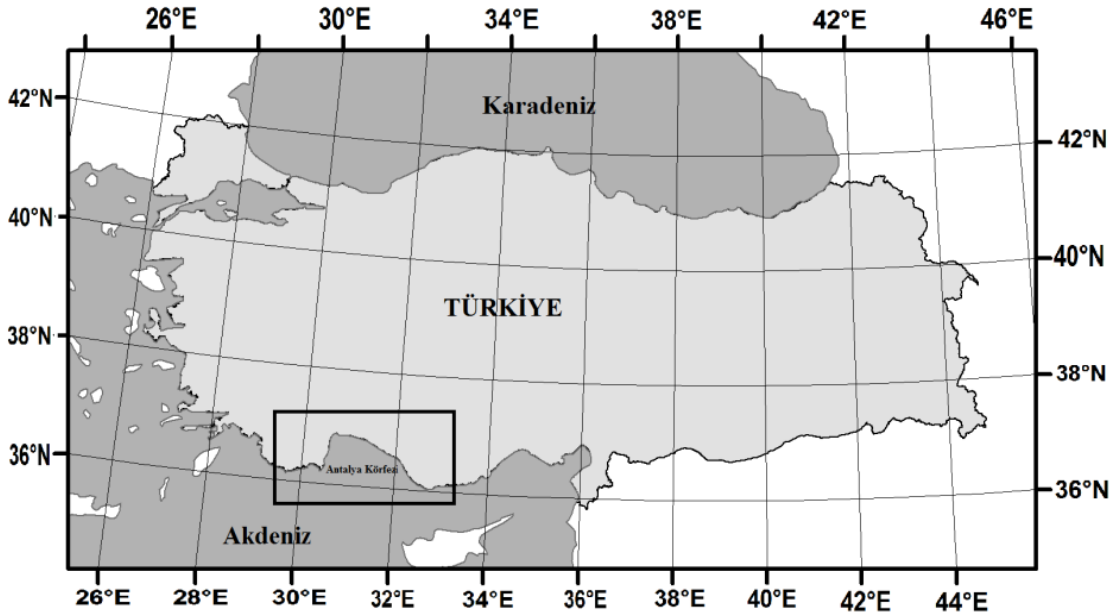 26°E 30°E 34°E 38°E 42°E 46°E
42°N
Karadeniz
42°N
40°N
40°N
TÜRKİYE
38°N
38°N
36°N
Antalya Körfezi
36°N
Akdeniz
26°E 28°E 30°E 32°E 34°E 36°E 38°E 40°E 42°E 44°E